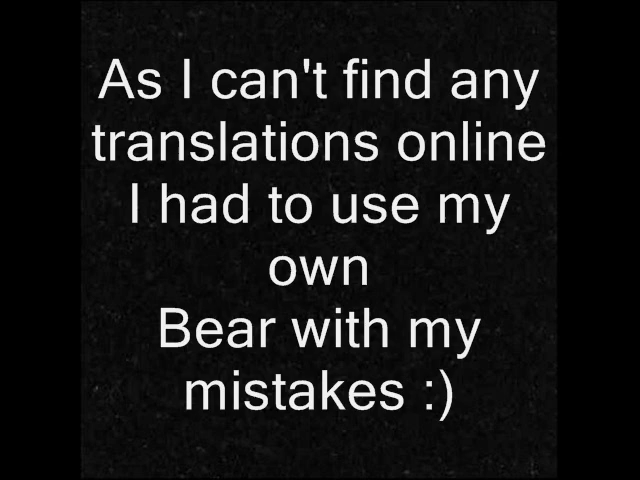 As I can't find any
translations online
I had to use my
own
Bear with my
mistakes :)